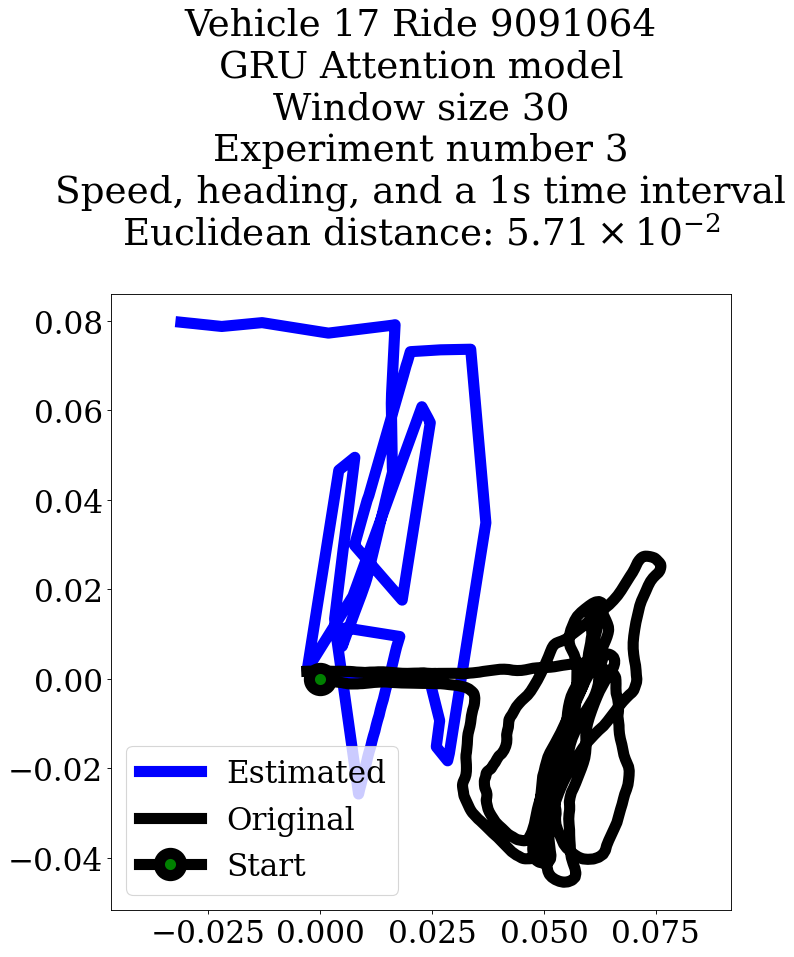 Vehicle 17 Ride 9091064
GRU Attention model
Window size 30
Experiment number 3
Speed, heading, and a 1s time interval
Euclidean distance: 5.71 × 10⁻²
0.08
0.06
0.04
0.02
0.00
−0.02
−0.04
Estimated
Original
Start
−0.025 0.000 0.025 0.050 0.075